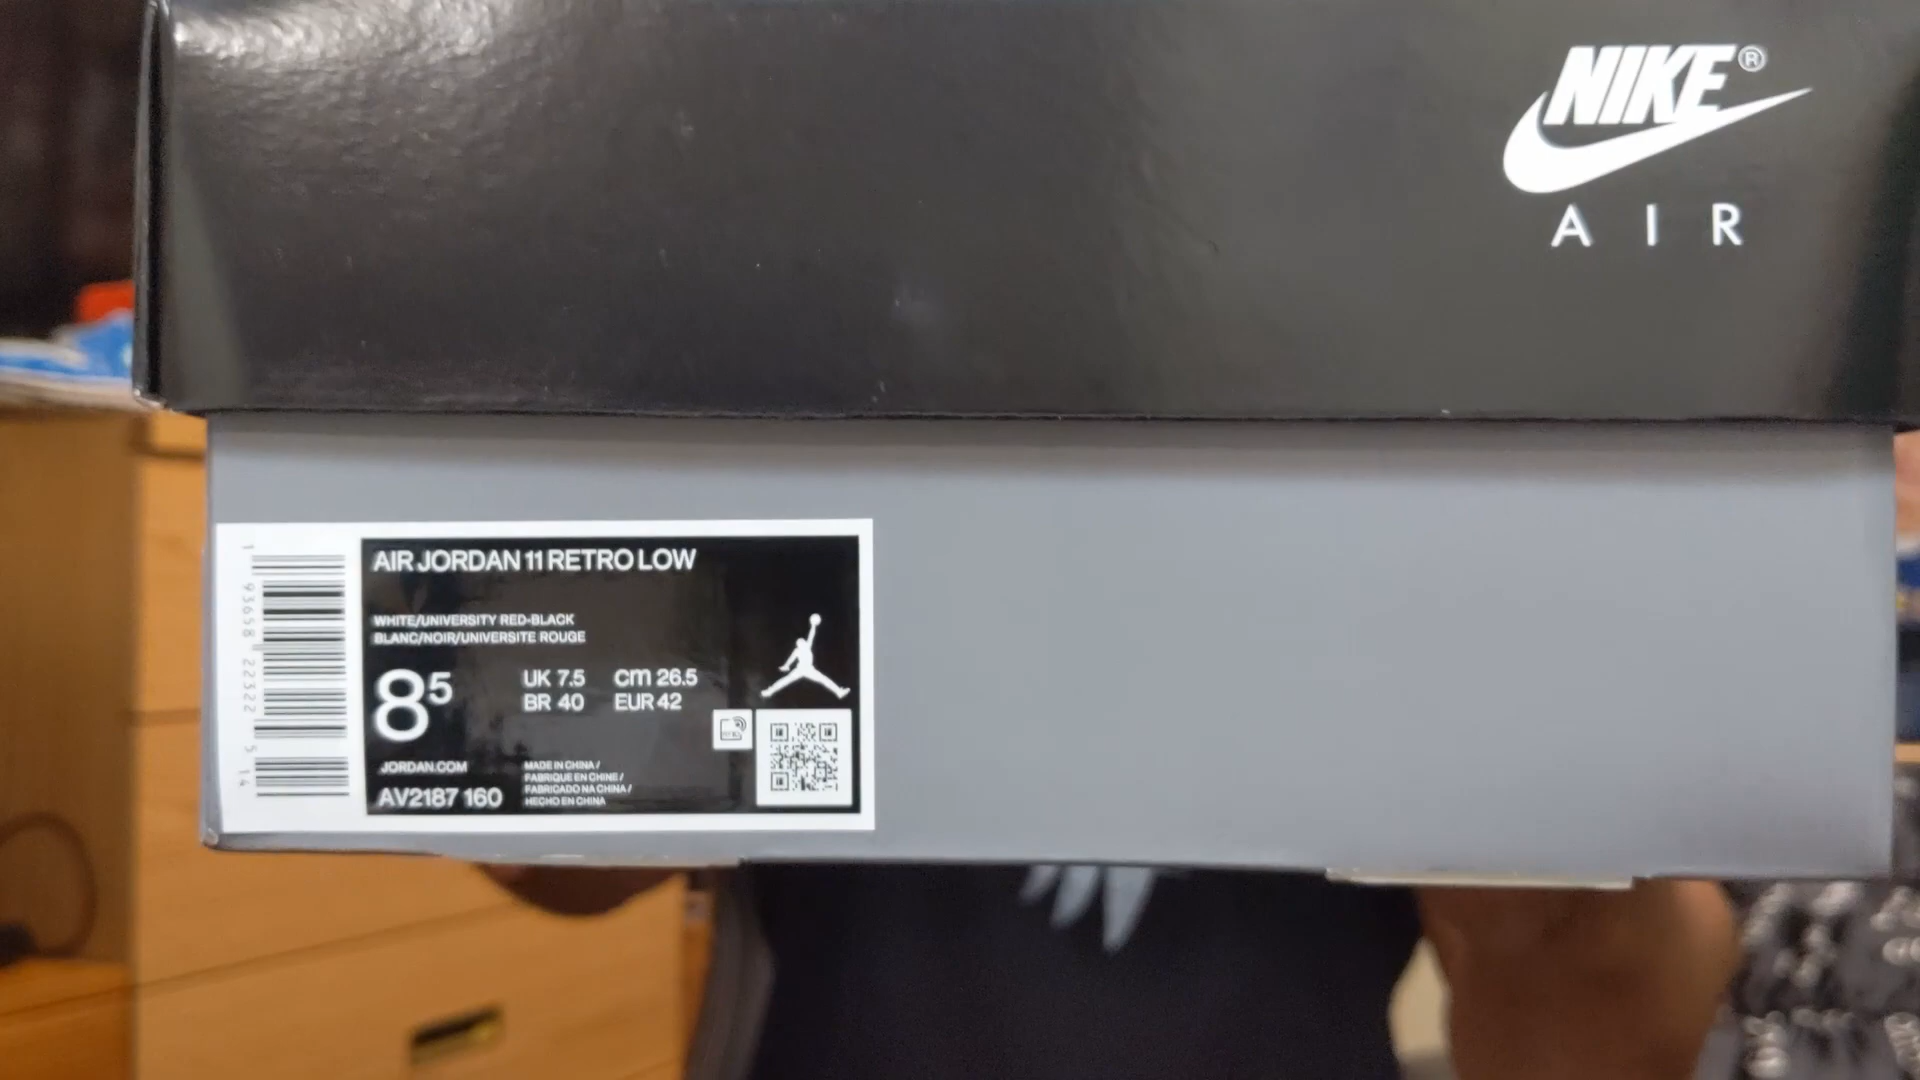 NIKE®
AIR
AIR JORDAN 11 RETRO LOW
WHITE/UNIVERSITY RED-BLACK
BLANC/NOIR/UNIVERSITE ROUGE
8⁵
UK 7.5 cm 26.5
BR 40 EUR 42
JORDAN.COM
AV2187 160
MADE IN CHINA /
FABRIQUE EN CHINE /
FABRICADO NA CHINA /
HECHO EN CHINA
1 93658 22322 5 14